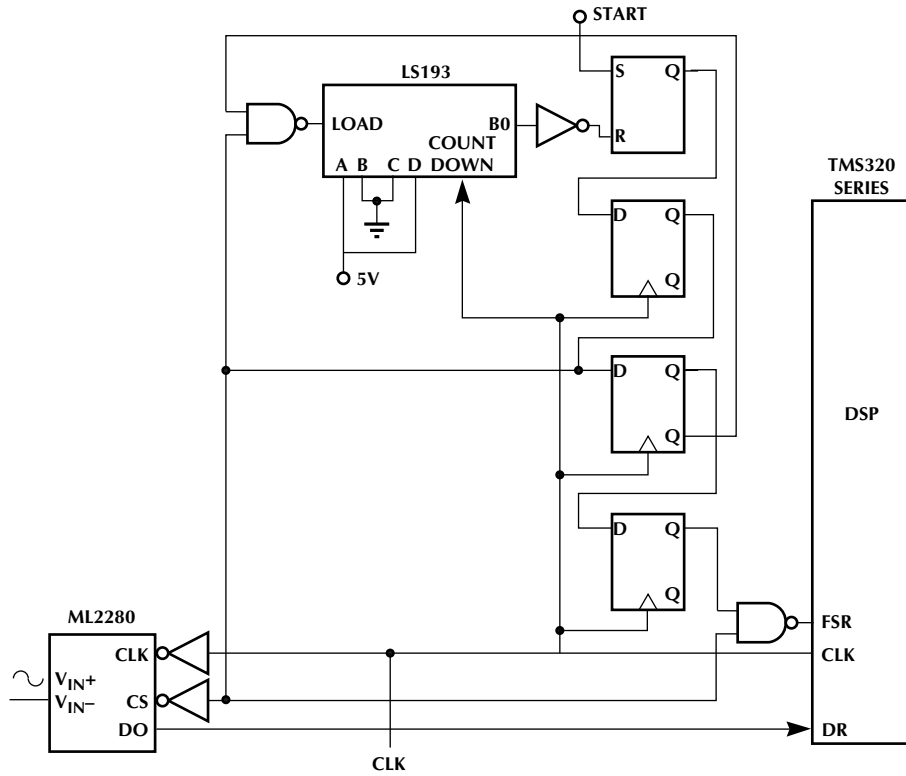 START
LS193
S Q
LOAD B0
R
COUNT
A B C D DOWN
TMS320
SERIES
D Q
Q
5V
D Q
DSP
Q
D Q
Q
ML2280
FSR
CLK CLK
VIN+
VIN− CS
DO DR
CLK